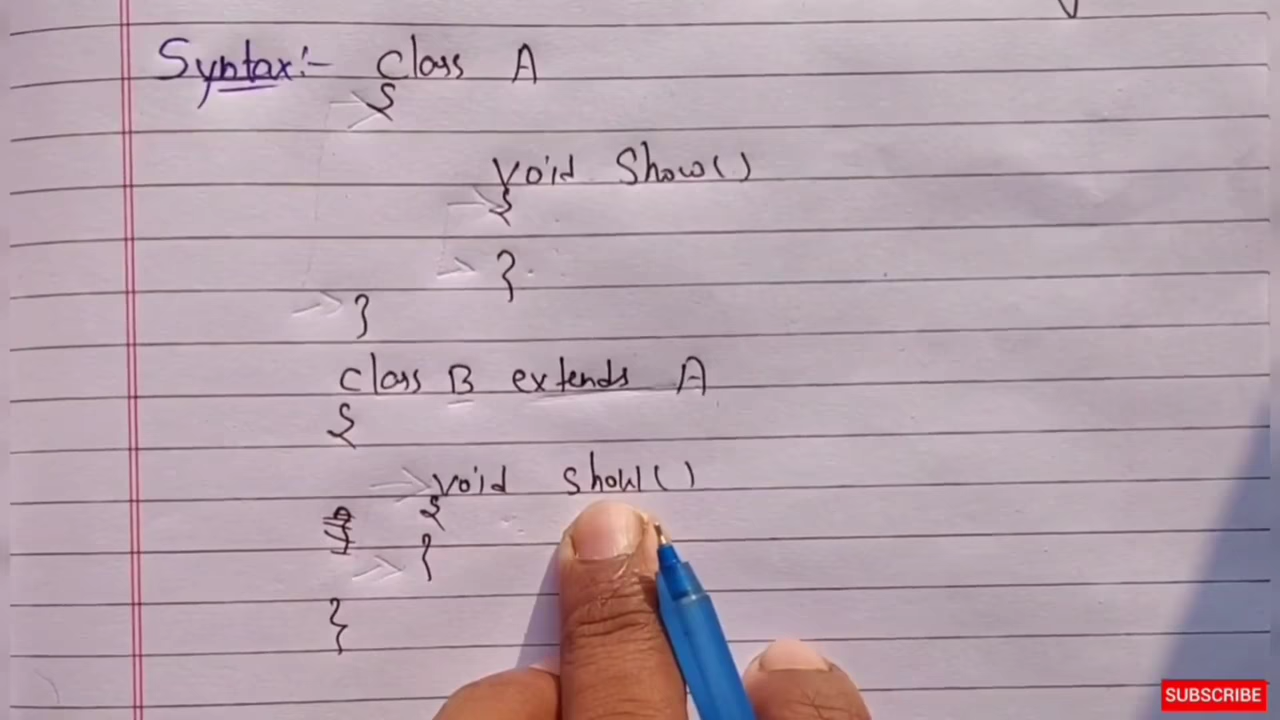 Syntax:- Class A
{
void Show()
{
}
}
class B extends A
{
void show()
{
}
}
SUBSCRIBE